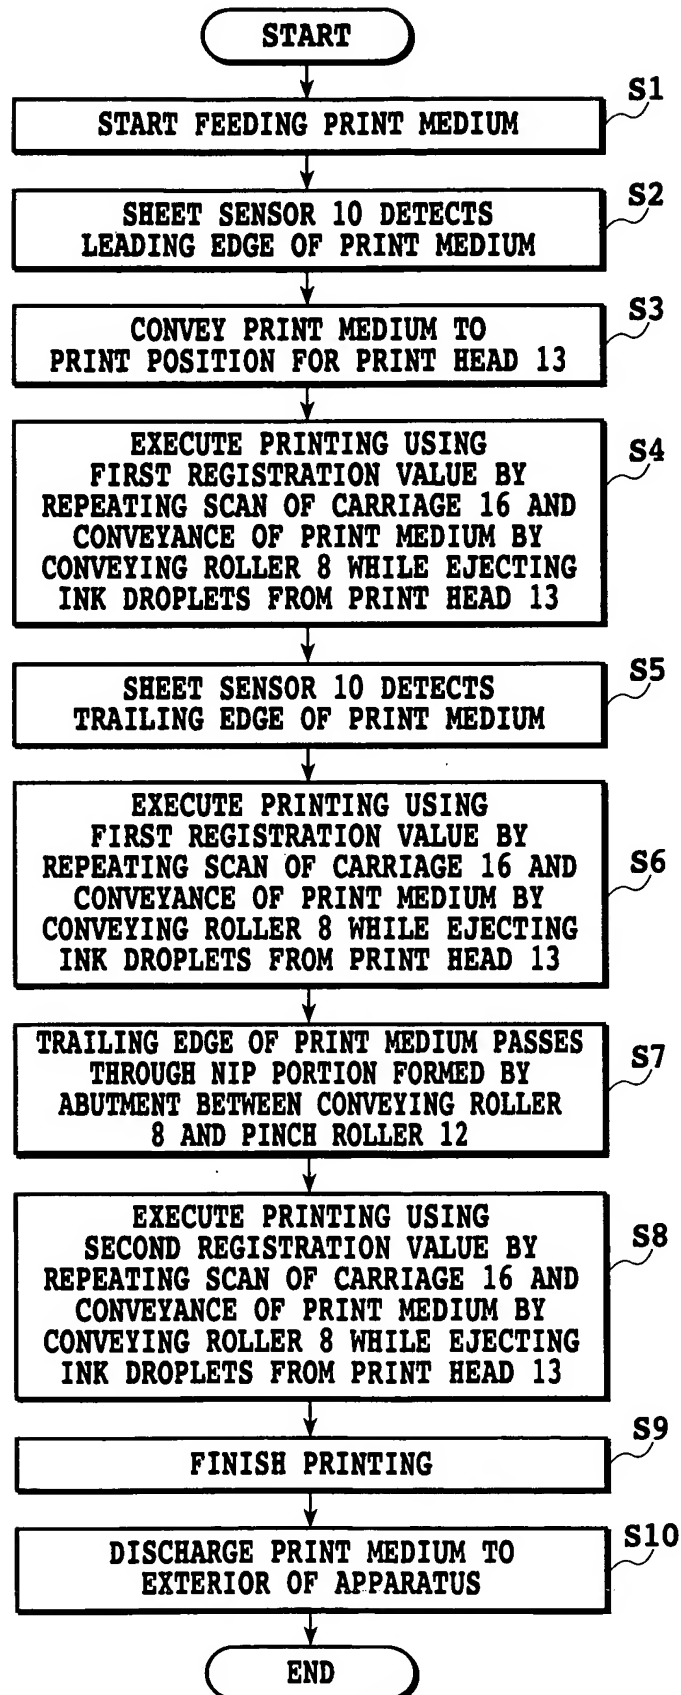 START
S1
START FEEDING PRINT MEDIUM
S2
SHEET SENSOR 10 DETECTS
LEADING EDGE OF PRINT MEDIUM
S3
CONVEY PRINT MEDIUM TO
PRINT POSITION FOR PRINT HEAD 13
S4
EXECUTE PRINTING USING
FIRST REGISTRATION VALUE BY
REPEATING SCAN OF CARRIAGE 16 AND
CONVEYANCE OF PRINT MEDIUM BY
CONVEYING ROLLER 8 WHILE EJECTING
INK DROPLETS FROM PRINT HEAD 13
S5
SHEET SENSOR 10 DETECTS
TRAILING EDGE OF PRINT MEDIUM
S6
EXECUTE PRINTING USING
FIRST REGISTRATION VALUE BY
REPEATING SCAN OF CARRIAGE 16 AND
CONVEYANCE OF PRINT MEDIUM BY
CONVEYING ROLLER 8 WHILE EJECTING
INK DROPLETS FROM PRINT HEAD 13
S7
TRAILING EDGE OF PRINT MEDIUM PASSES
THROUGH NIP PORTION FORMED BY
ABUTMENT BETWEEN CONVEYING ROLLER
8 AND PINCH ROLLER 12
S8
EXECUTE PRINTING USING
SECOND REGISTRATION VALUE BY
REPEATING SCAN OF CARRIAGE 16 AND
CONVEYANCE OF PRINT MEDIUM BY
CONVEYING ROLLER 8 WHILE EJECTING
INK DROPLETS FROM PRINT HEAD 13
S9
FINISH PRINTING
S10
DISCHARGE PRINT MEDIUM TO
EXTERIOR OF APPARATUS
END